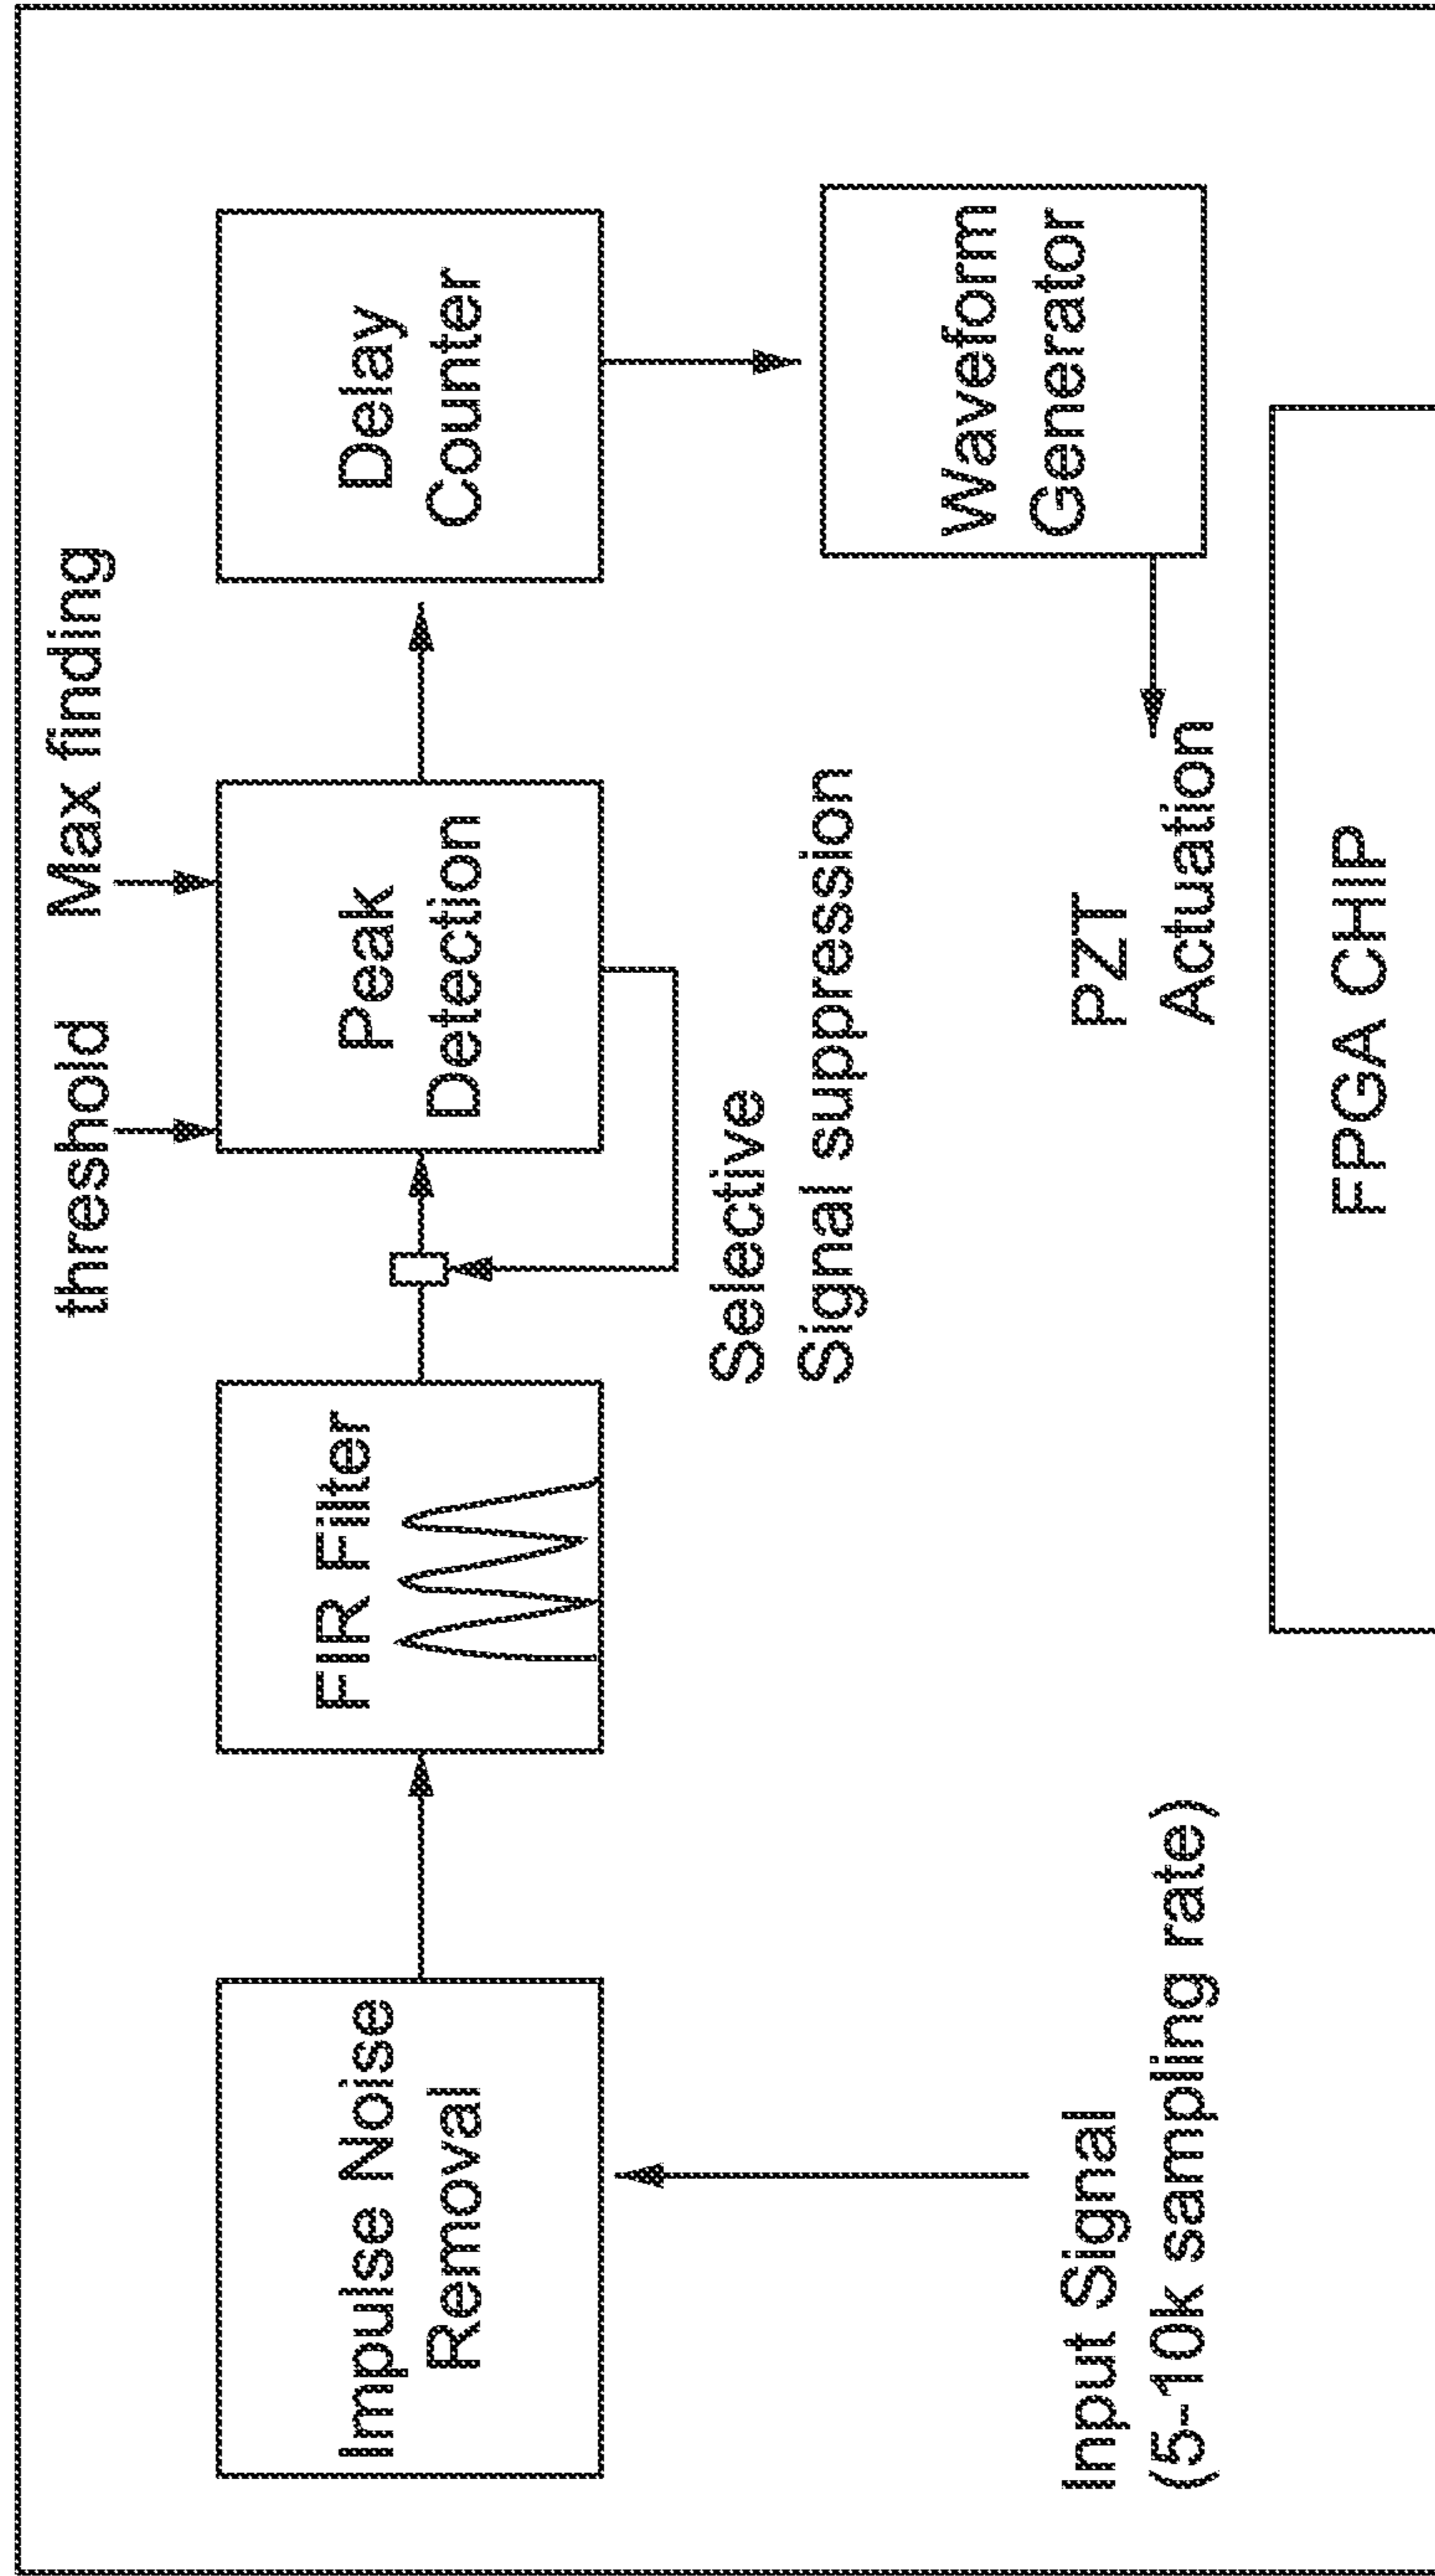 threshold
Max finding
Impulse Noise
Removal
FIR Filter
Peak
Detection
Delay
Counter
Selective
Signal suppression
Waveform
Generator
Input Signal
(5-10k sampling rate)
PZT
Actuation
FPGA CHIP